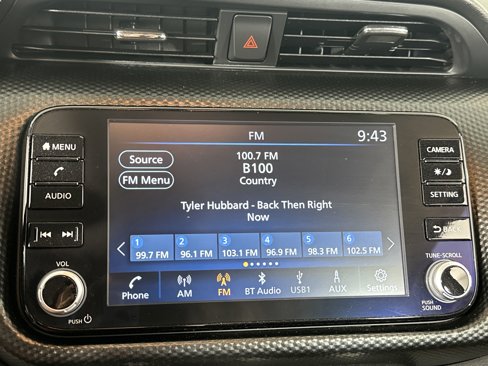 FM
9:43
MENU
AUDIO
VOL
PUSH
Source
FM Menu
100.7 FM
B100
Country
Tyler Hubbard - Back Then Right
Now
1 2 3 4 5 6
99.7 FM 96.1 FM 103.1 FM 96.9 FM 98.3 FM 102.5 FM
Phone AM FM BT Audio USB1 AUX Settings
CAMERA
SETTING
BACK
TUNE-SCROLL
PUSH
SOUND